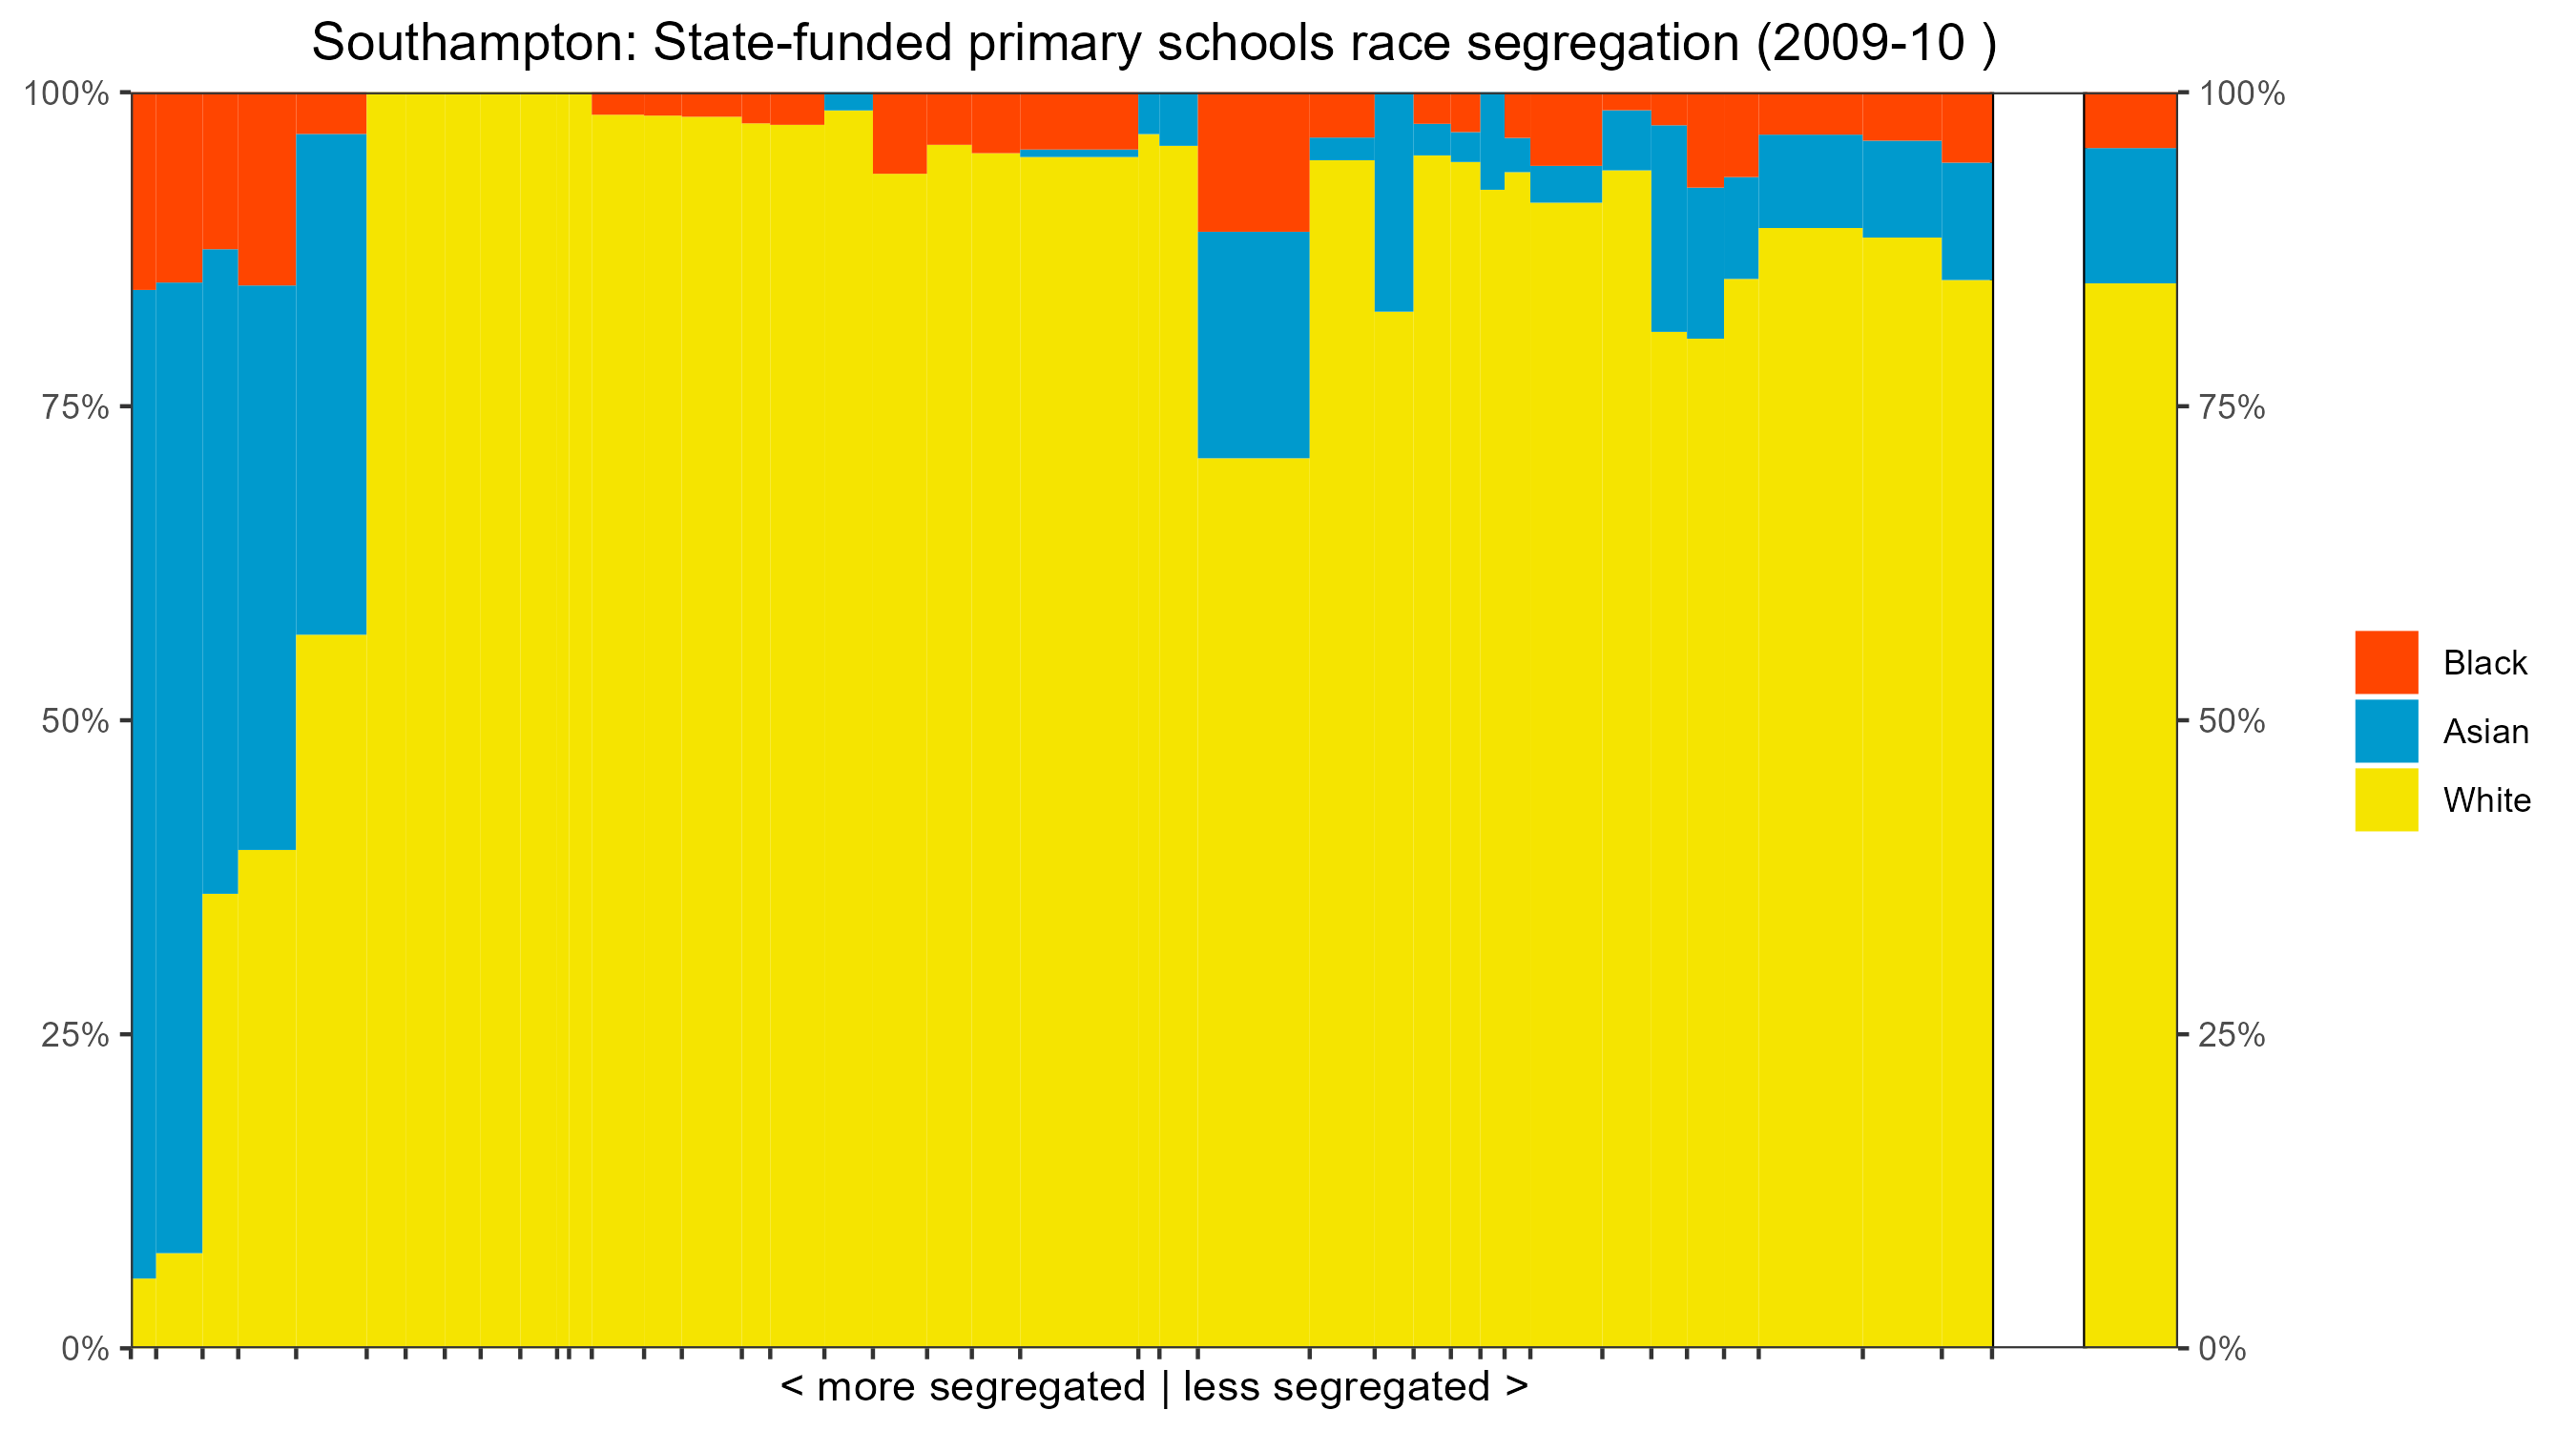 Southampton: State-funded primary schools race segregation (2009-10 )
100%
75%
50%
25%
0%
100%
75%
50%
25%
0%
Black
Asian
White
< more segregated | less segregated >